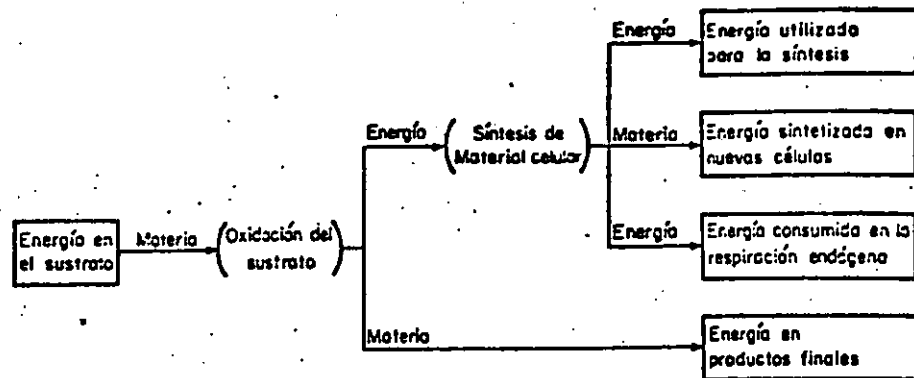 Energía en
el sustrato
Materia
(Oxidación del
sustrato)
Energía
(Síntesis de
Material celular)
Energía
Energía utilizada
para la síntesis
Materia
Energía sintetizada en
nuevas células
Energía
Energía consumida en la
respiración endógena
Materia
Energía en
productos finales